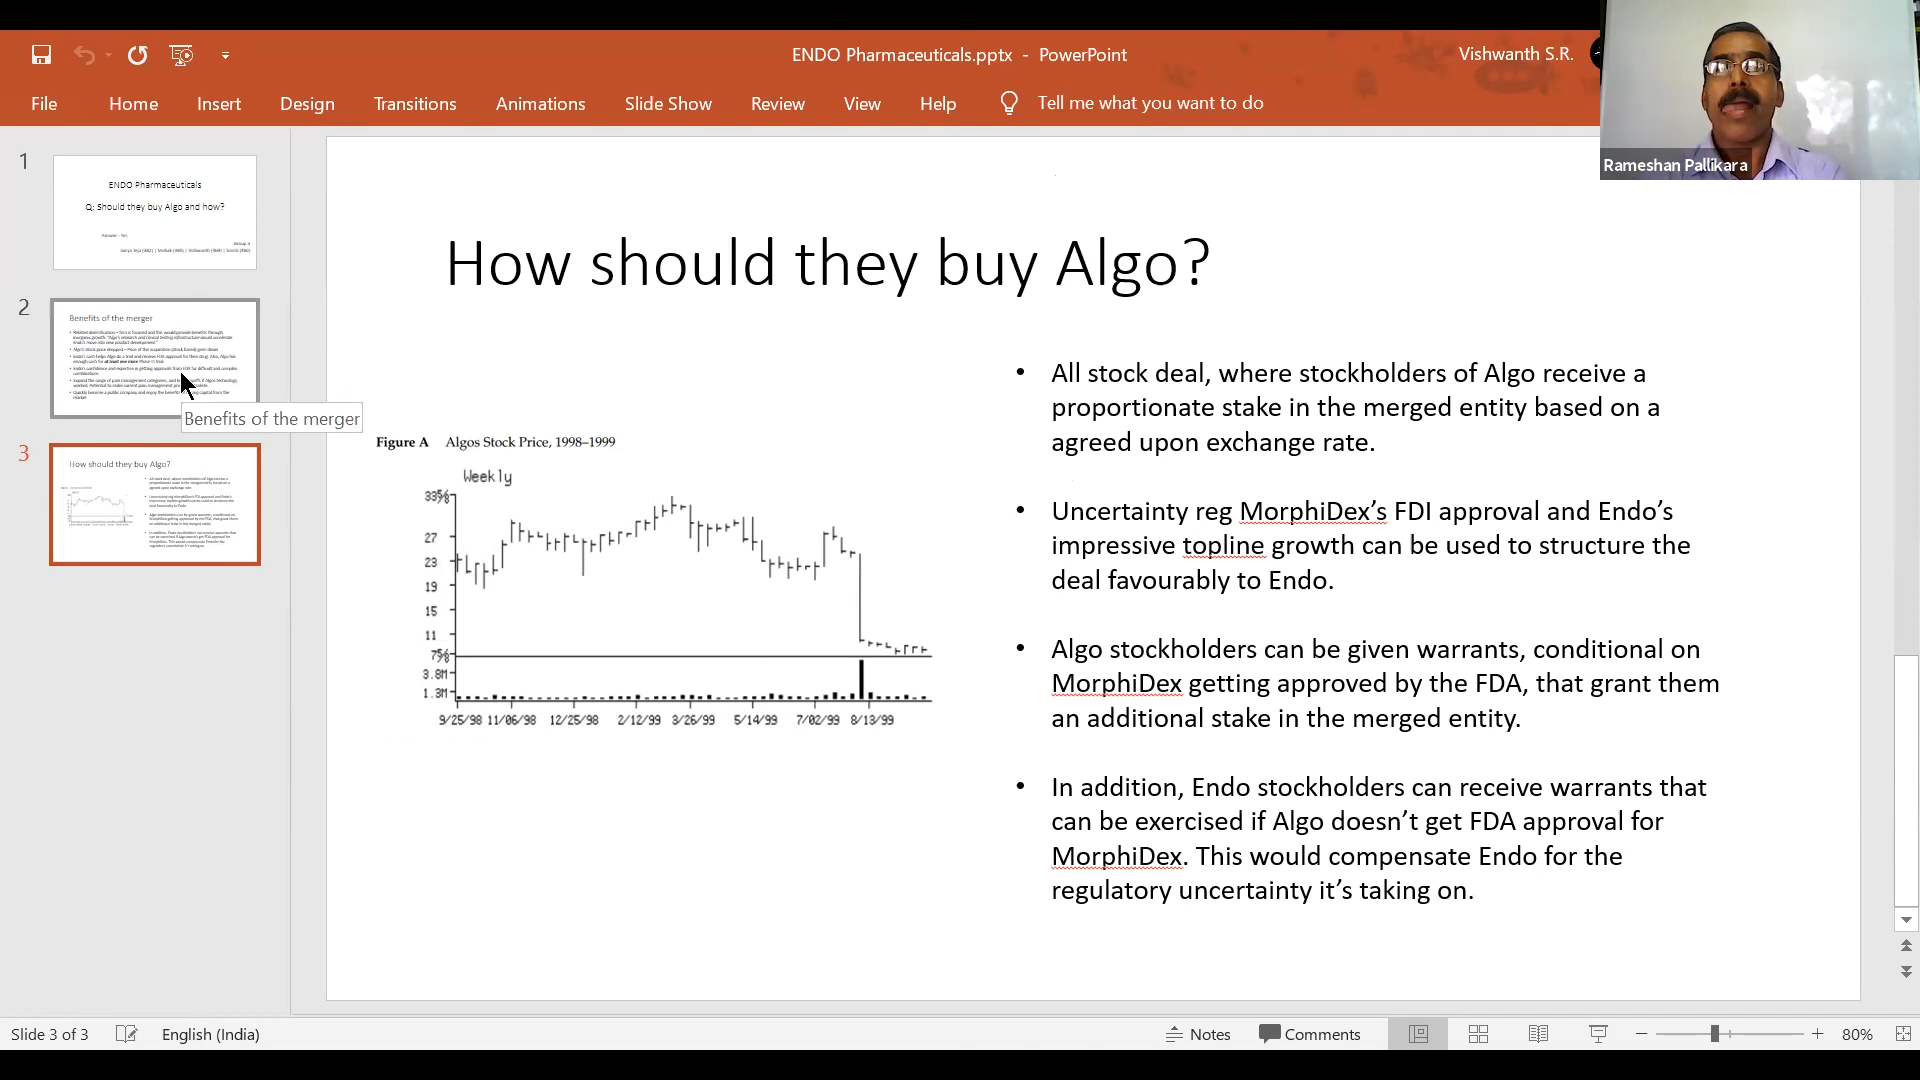 ENDO Pharmaceuticals.pptx - PowerPoint
Vishwanth S.R.
File Home Insert Design Transitions Animations Slide Show Review View Help Tell me what you want to do
Rameshan Pallikara
1
ENDO Pharmaceuticals
Q: Should they buy Algo and how?
2
Benefits of the merger
Benefits of the merger
3
How should they buy Algo?
How should they buy Algo?
Figure A Algos Stock Price, 1998–1999
Weekly
33⅝
27
23
19
15
11
7⅝
3.8M
1.3M
9/25/98 11/06/98 12/25/98 2/12/99 3/26/99 5/14/99 7/02/99 8/13/99
• All stock deal, where stockholders of Algo receive a
proportionate stake in the merged entity based on a
agreed upon exchange rate.
• Uncertainty reg MorphiDex’s FDI approval and Endo’s
impressive topline growth can be used to structure the
deal favourably to Endo.
• Algo stockholders can be given warrants, conditional on
MorphiDex getting approved by the FDA, that grant them
an additional stake in the merged entity.
• In addition, Endo stockholders can receive warrants that
can be exercised if Algo doesn’t get FDA approval for
MorphiDex. This would compensate Endo for the
regulatory uncertainty it’s taking on.
Slide 3 of 3 English (India) Notes Comments 80%